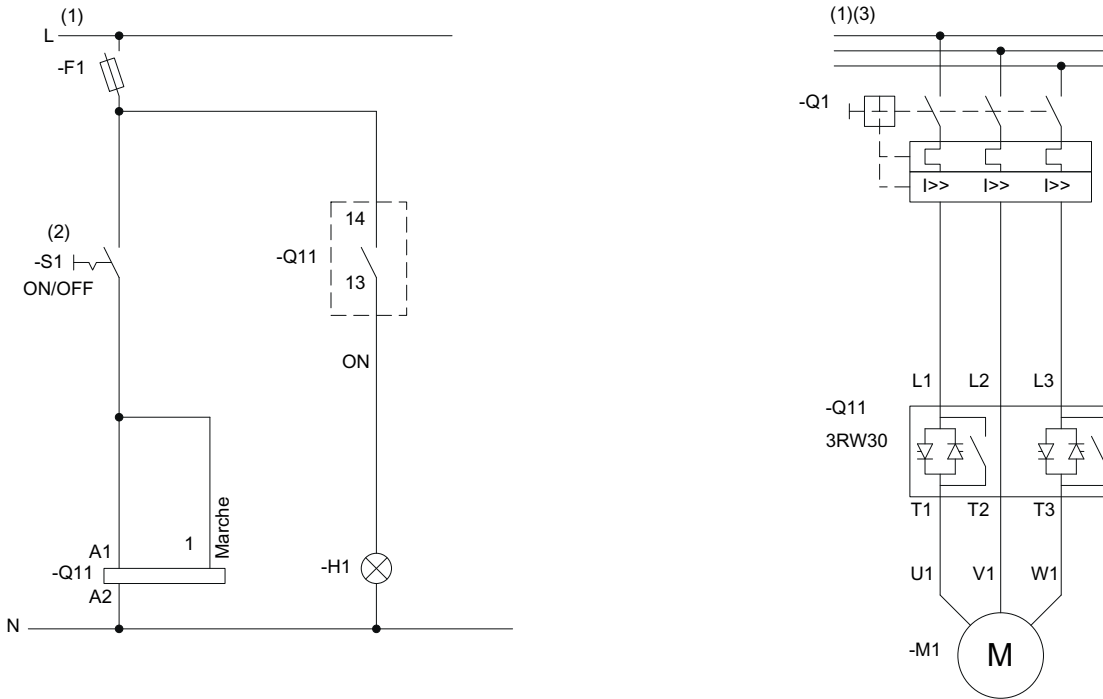 (1)
L
-F1
(2)
-S1
ON/OFF
14
-Q11
13
ON
Marche
1
A1
-Q11
A2
-H1
N
(1)(3)
-Q1
I>> I>> I>>
L1 L2 L3
-Q11
3RW30
T1 T2 T3
U1 V1 W1
-M1
M